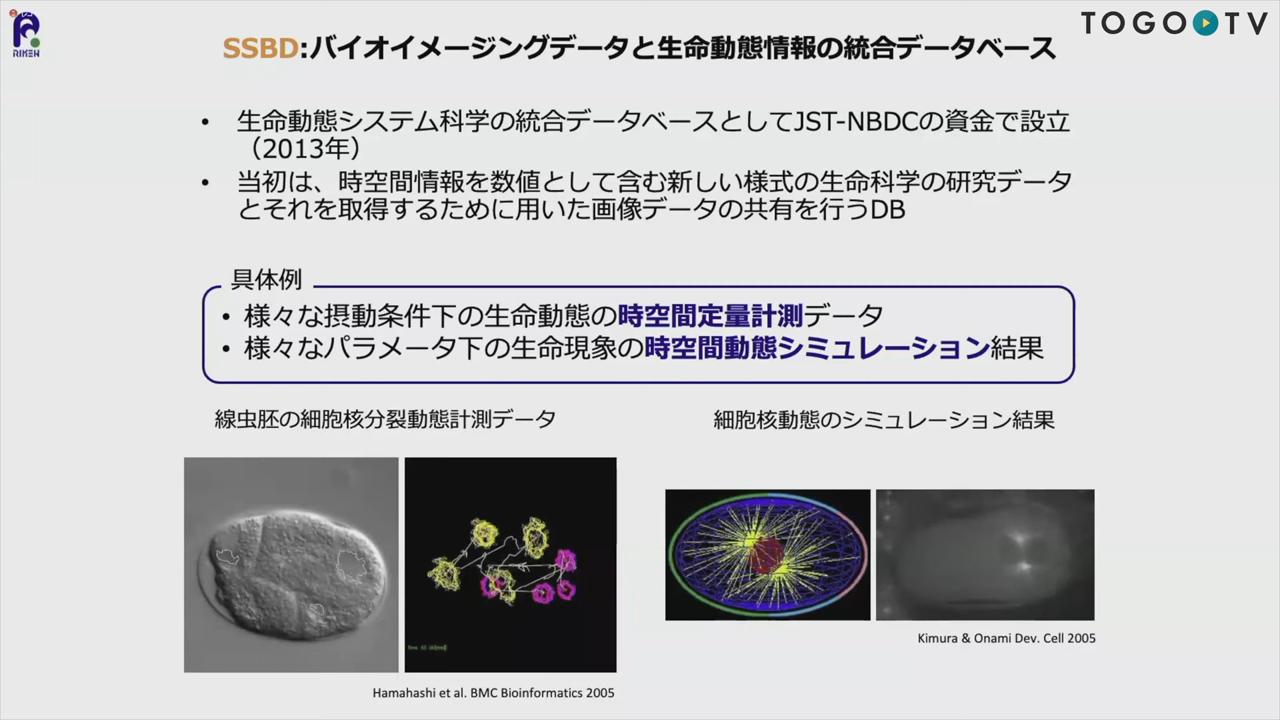 RIKEN
TOGO TV
SSBD:バイオイメージングデータと生命動態情報の統合データベース
• 生命動態システム科学の統合データベースとしてJST-NBDCの資金で設立
（2013年）
• 当初は、時空間情報を数値として含む新しい様式の生命科学の研究データ
とそれを取得するために用いた画像データの共有を行うDB
具体例
• 様々な摂動条件下の生命動態の時空間定量計測データ
• 様々なパラメータ下の生命現象の時空間動態シミュレーション結果
線虫胚の細胞核分裂動態計測データ
細胞核動態のシミュレーション結果
Kimura & Onami Dev. Cell 2005
Hamahashi et al. BMC Bioinformatics 2005